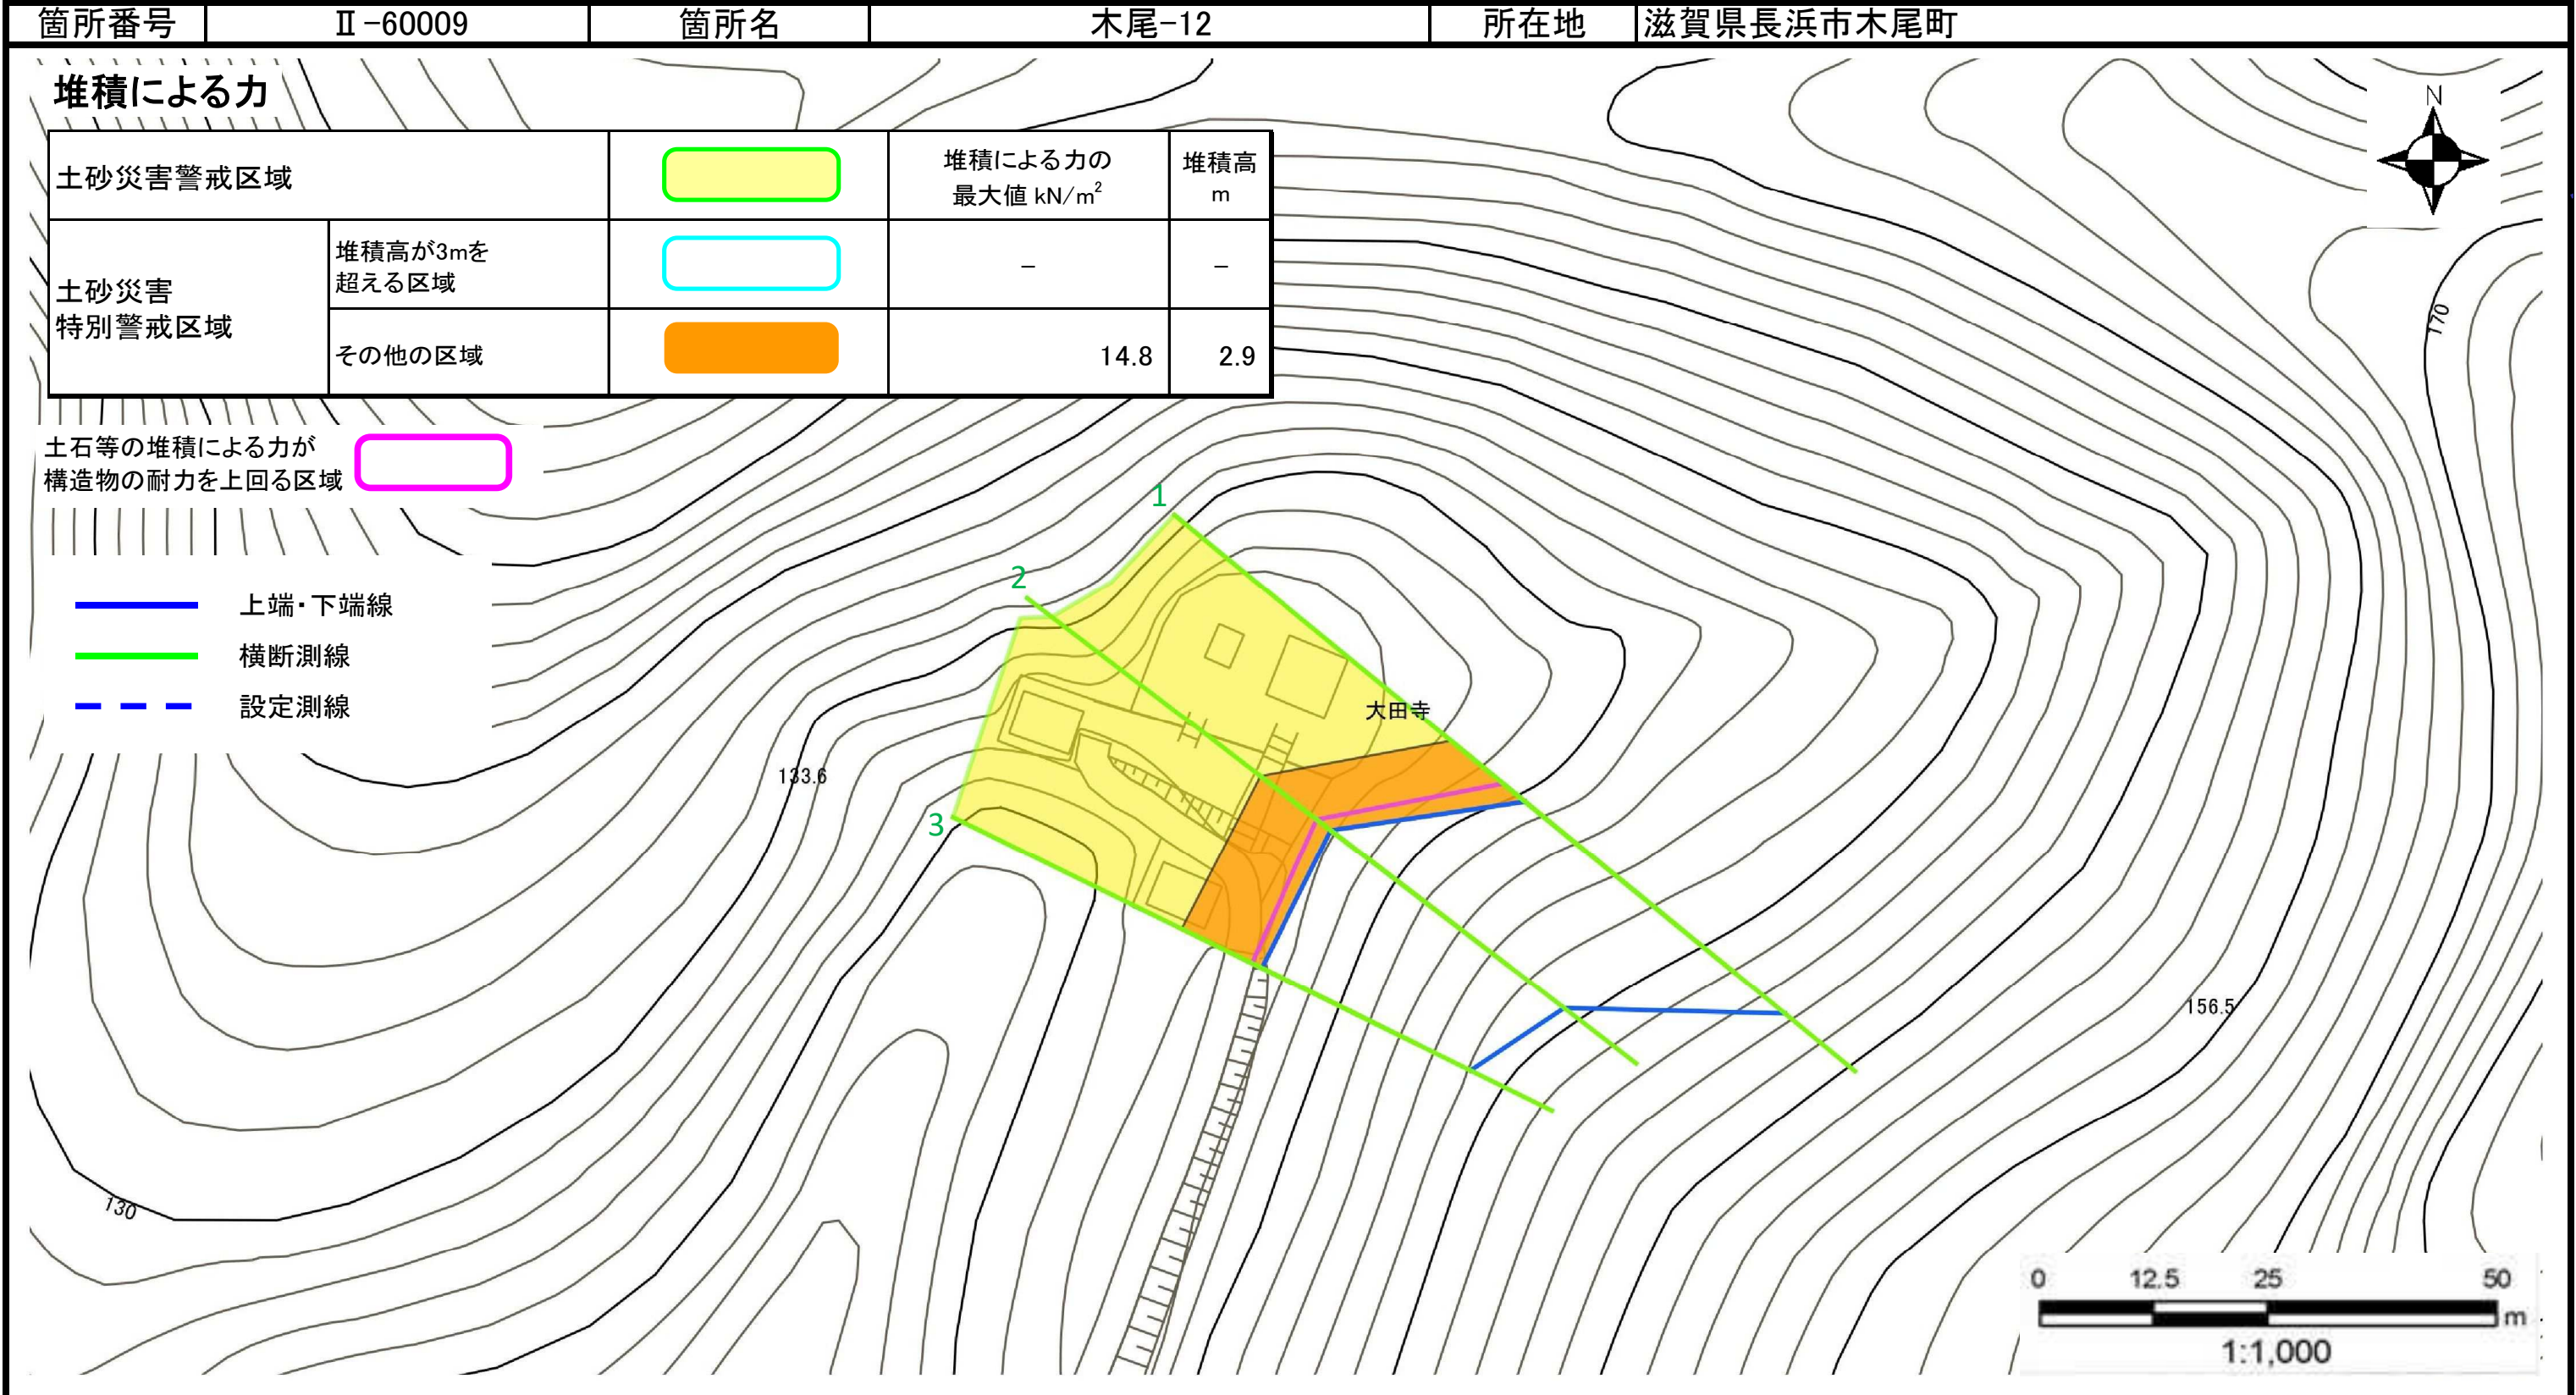 箇所番号 Ⅱ-60009 箇所名 木尾-12 所在地 滋賀県長浜市木尾町
堆積による力
N
土砂災害警戒区域
堆積による力の
最大値 kN/m²
堆積高
m
土砂災害
特別警戒区域
堆積高が3mを
超える区域
- -
その他の区域 14.8 2.9
土石等の堆積による力が
構造物の耐力を上回る区域
上端・下端線
横断測線
設定測線
1
2
3
大田寺
133.6
170
156.5
130
0 12.5 25 50
m
1:1,000